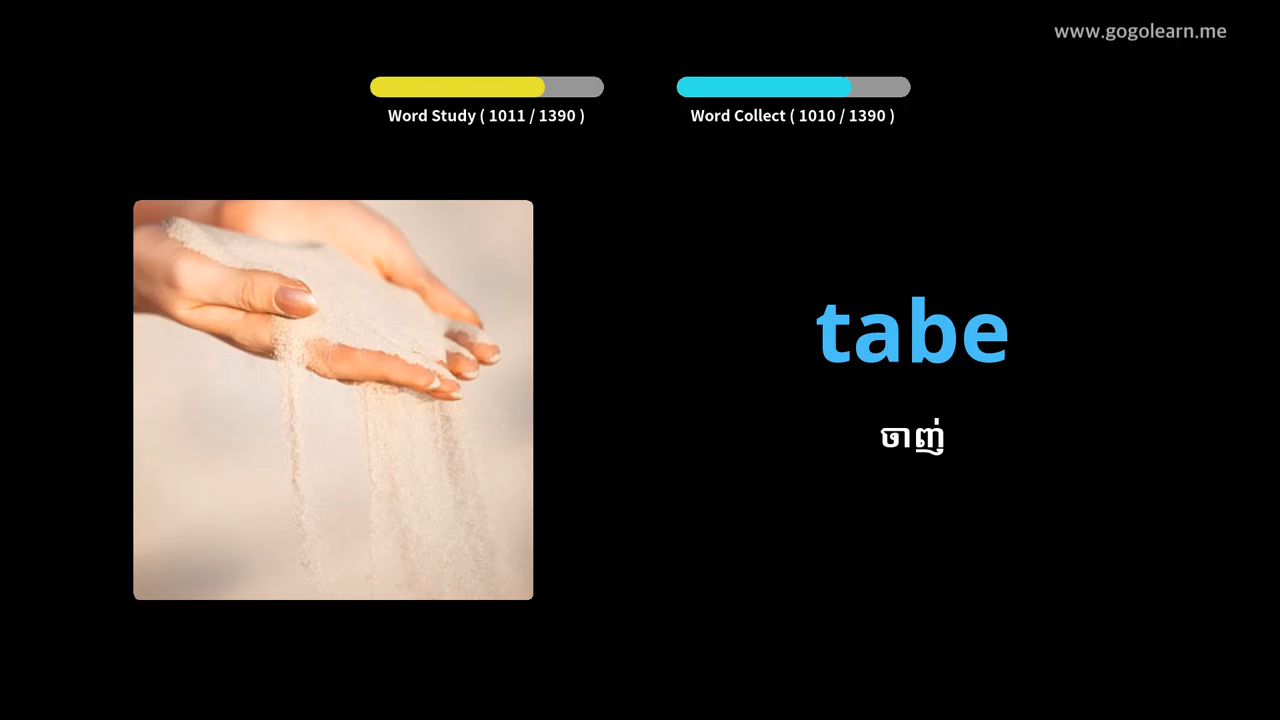 www.gogolearn.me
Word Study ( 1011 / 1390 )
Word Collect ( 1010 / 1390 )
tabe
ចាញ់